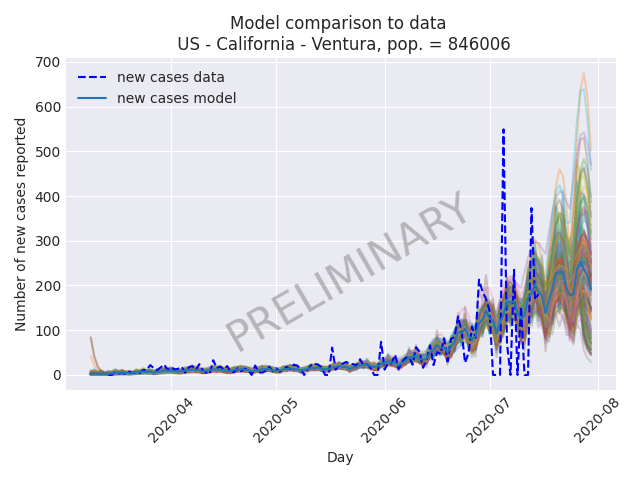 Model comparison to data
US - California - Ventura, pop. = 846006
700
600
500
400
300
200
100
0
Number of new cases reported
new cases data
new cases model
PRELIMINARY
2020-04
2020-05
2020-06
2020-07
2020-08
Day